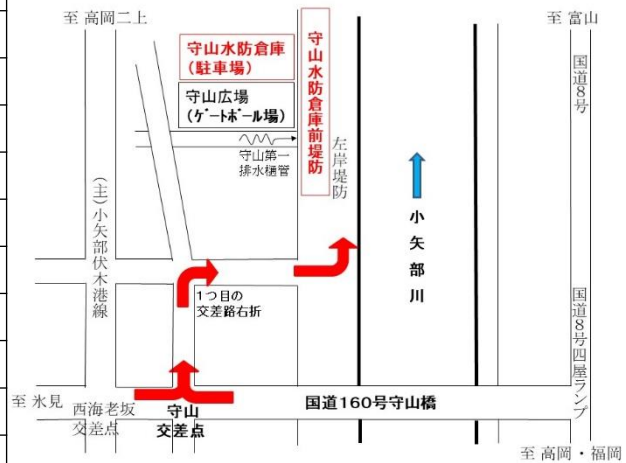 至 高岡二上
至 富山
守山水防倉庫
(駐車場)
守山広場
(ゲートボール場)
守山水防倉庫前堤防
国道8号
守山第一
排水樋管
左岸堤防
小矢部川
(主)小矢部伏木港線
1つ目の
交差路右折
国道8号四屋ランプ
至 氷見
西海老坂
交差点
守山
交差点
国道160号守山橋
至 高岡・福岡